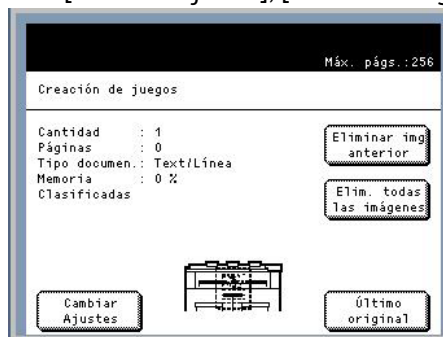 Máx. págs.:256
Creación de juegos
Cantidad : 1
Páginas : 0
Tipo documen.: Text/Línea
Memoria : 0 %
Clasificadas
Eliminar img
anterior
Elim. todas
las imágenes
Cambiar
Ajustes
Último
original